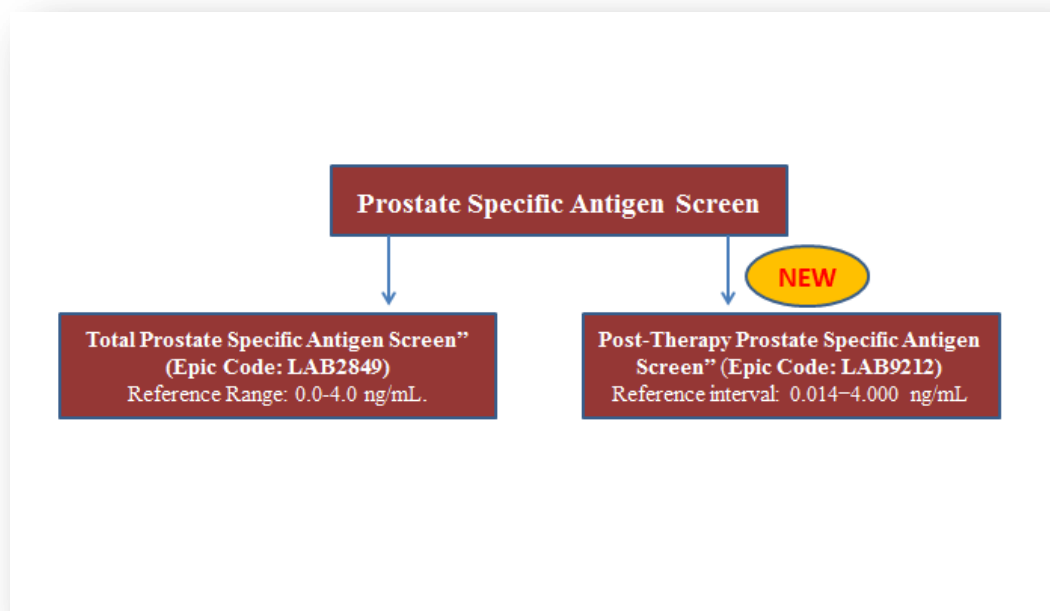 Prostate Specific Antigen Screen
NEW
Total Prostate Specific Antigen Screen”
(Epic Code: LAB2849)
Reference Range: 0.0-4.0 ng/mL.
Post-Therapy Prostate Specific Antigen
Screen” (Epic Code: LAB9212)
Reference interval: 0.014−4.000 ng/mL